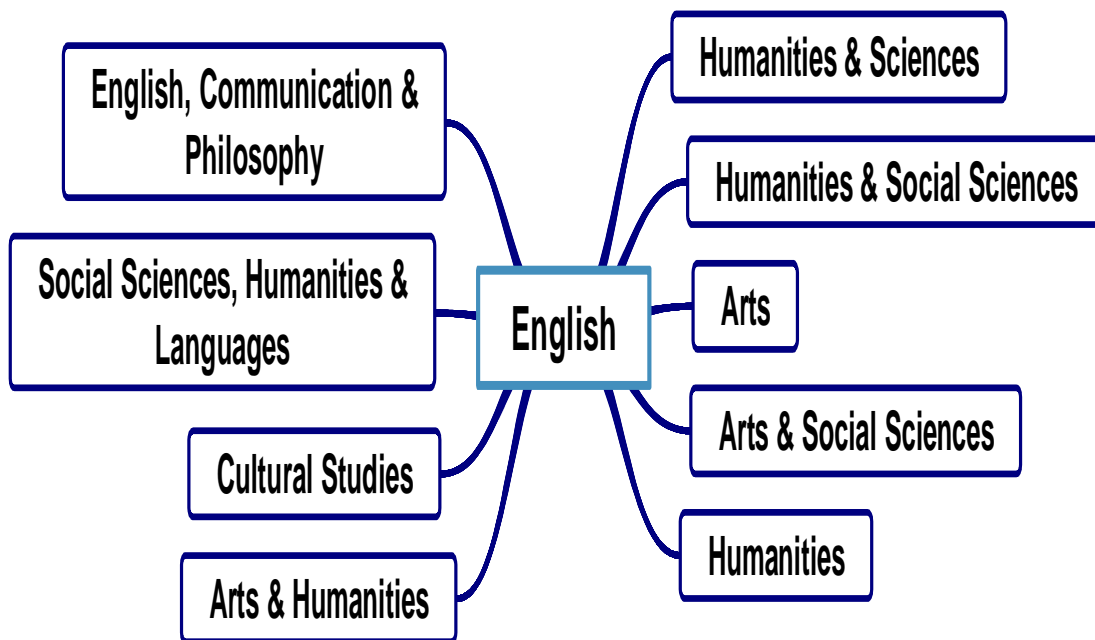 English, Communication &
Philosophy
Social Sciences, Humanities &
Languages
Cultural Studies
Arts & Humanities
English
Humanities & Sciences
Humanities & Social Sciences
Arts
Arts & Social Sciences
Humanities